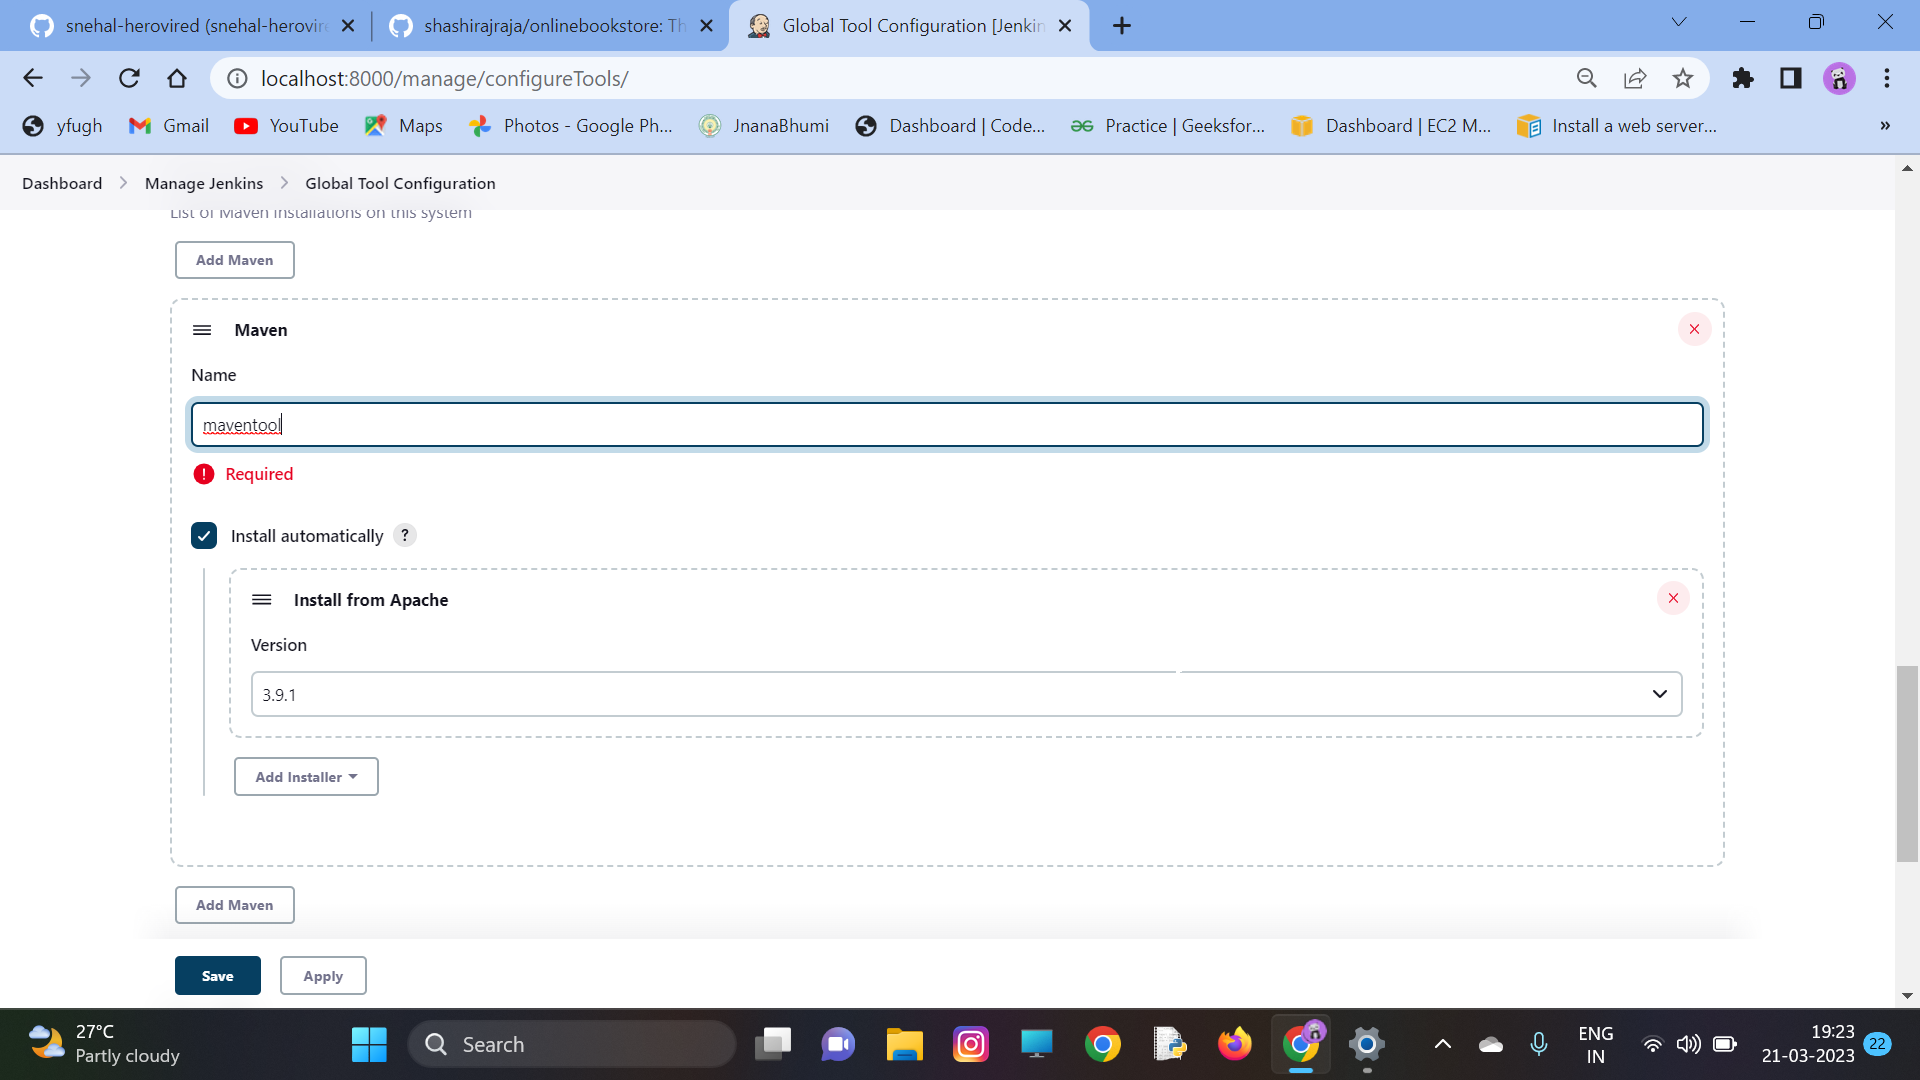 snehal-herovired (snehal-herovire
shashirajraja/onlinebookstore: Th
Global Tool Configuration [Jenkin
localhost:8000/manage/configureTools/
yfugh
Gmail
YouTube
Maps
Photos - Google Ph...
JnanaBhumi
Dashboard | Code...
Practice | Geeksfor...
Dashboard | EC2 M...
Install a web server...
»
Dashboard
Manage Jenkins
Global Tool Configuration
List of Maven installations on this system
Add Maven
Maven
Name
maventool
Required
Install automatically ?
Install from Apache
Version
3.9.1
Add Installer
Add Maven
Save
Apply
27°C
Partly cloudy
Search
ENG
IN
19:23
21-03-2023
22